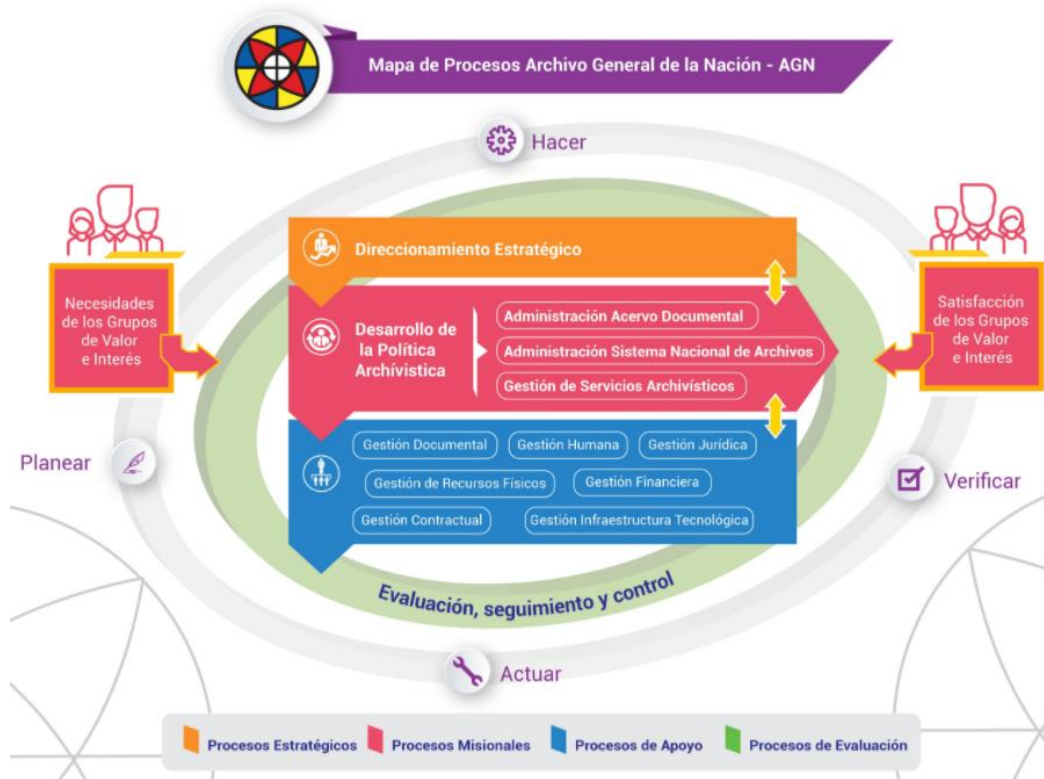 Mapa de Procesos Archivo General de la Nación - AGN
Hacer
Necesidades
de los Grupos
de Valor
e Interés
Direccionamiento Estratégico
Desarrollo de
la Política
Archívistica
Administración Acervo Documental
Administración Sistema Nacional de Archivos
Gestión de Servicios Archivísticos
Satisfacción
de los Grupos
de Valor
e Interés
Planear
Gestión Documental
Gestión Humana
Gestión Jurídica
Gestión de Recursos Físicos
Gestión Financiera
Gestión Contractual
Gestión Infraestructura Tecnológica
Verificar
Evaluación, seguimiento y control
Actuar
Procesos Estratégicos
Procesos Misionales
Procesos de Apoyo
Procesos de Evaluación